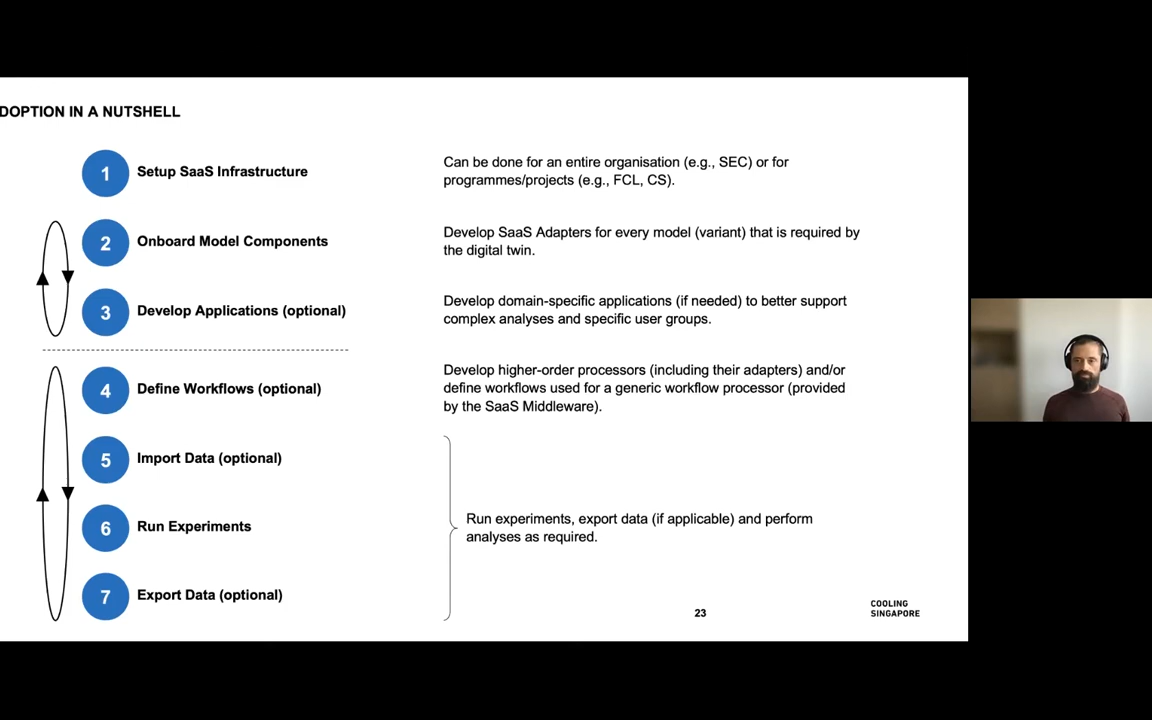 DOPTION IN A NUTSHELL
1
Setup SaaS Infrastructure
Can be done for an entire organisation (e.g., SEC) or for
programmes/projects (e.g., FCL, CS).
2
Onboard Model Components
Develop SaaS Adapters for every model (variant) that is required by
the digital twin.
3
Develop Applications (optional)
Develop domain-specific applications (if needed) to better support
complex analyses and specific user groups.
4
Define Workflows (optional)
Develop higher-order processors (including their adapters) and/or
define workflows used for a generic workflow processor (provided
by the SaaS Middleware).
5
Import Data (optional)
6
Run Experiments
Run experiments, export data (if applicable) and perform
analyses as required.
7
Export Data (optional)
23
COOLING
SINGAPORE